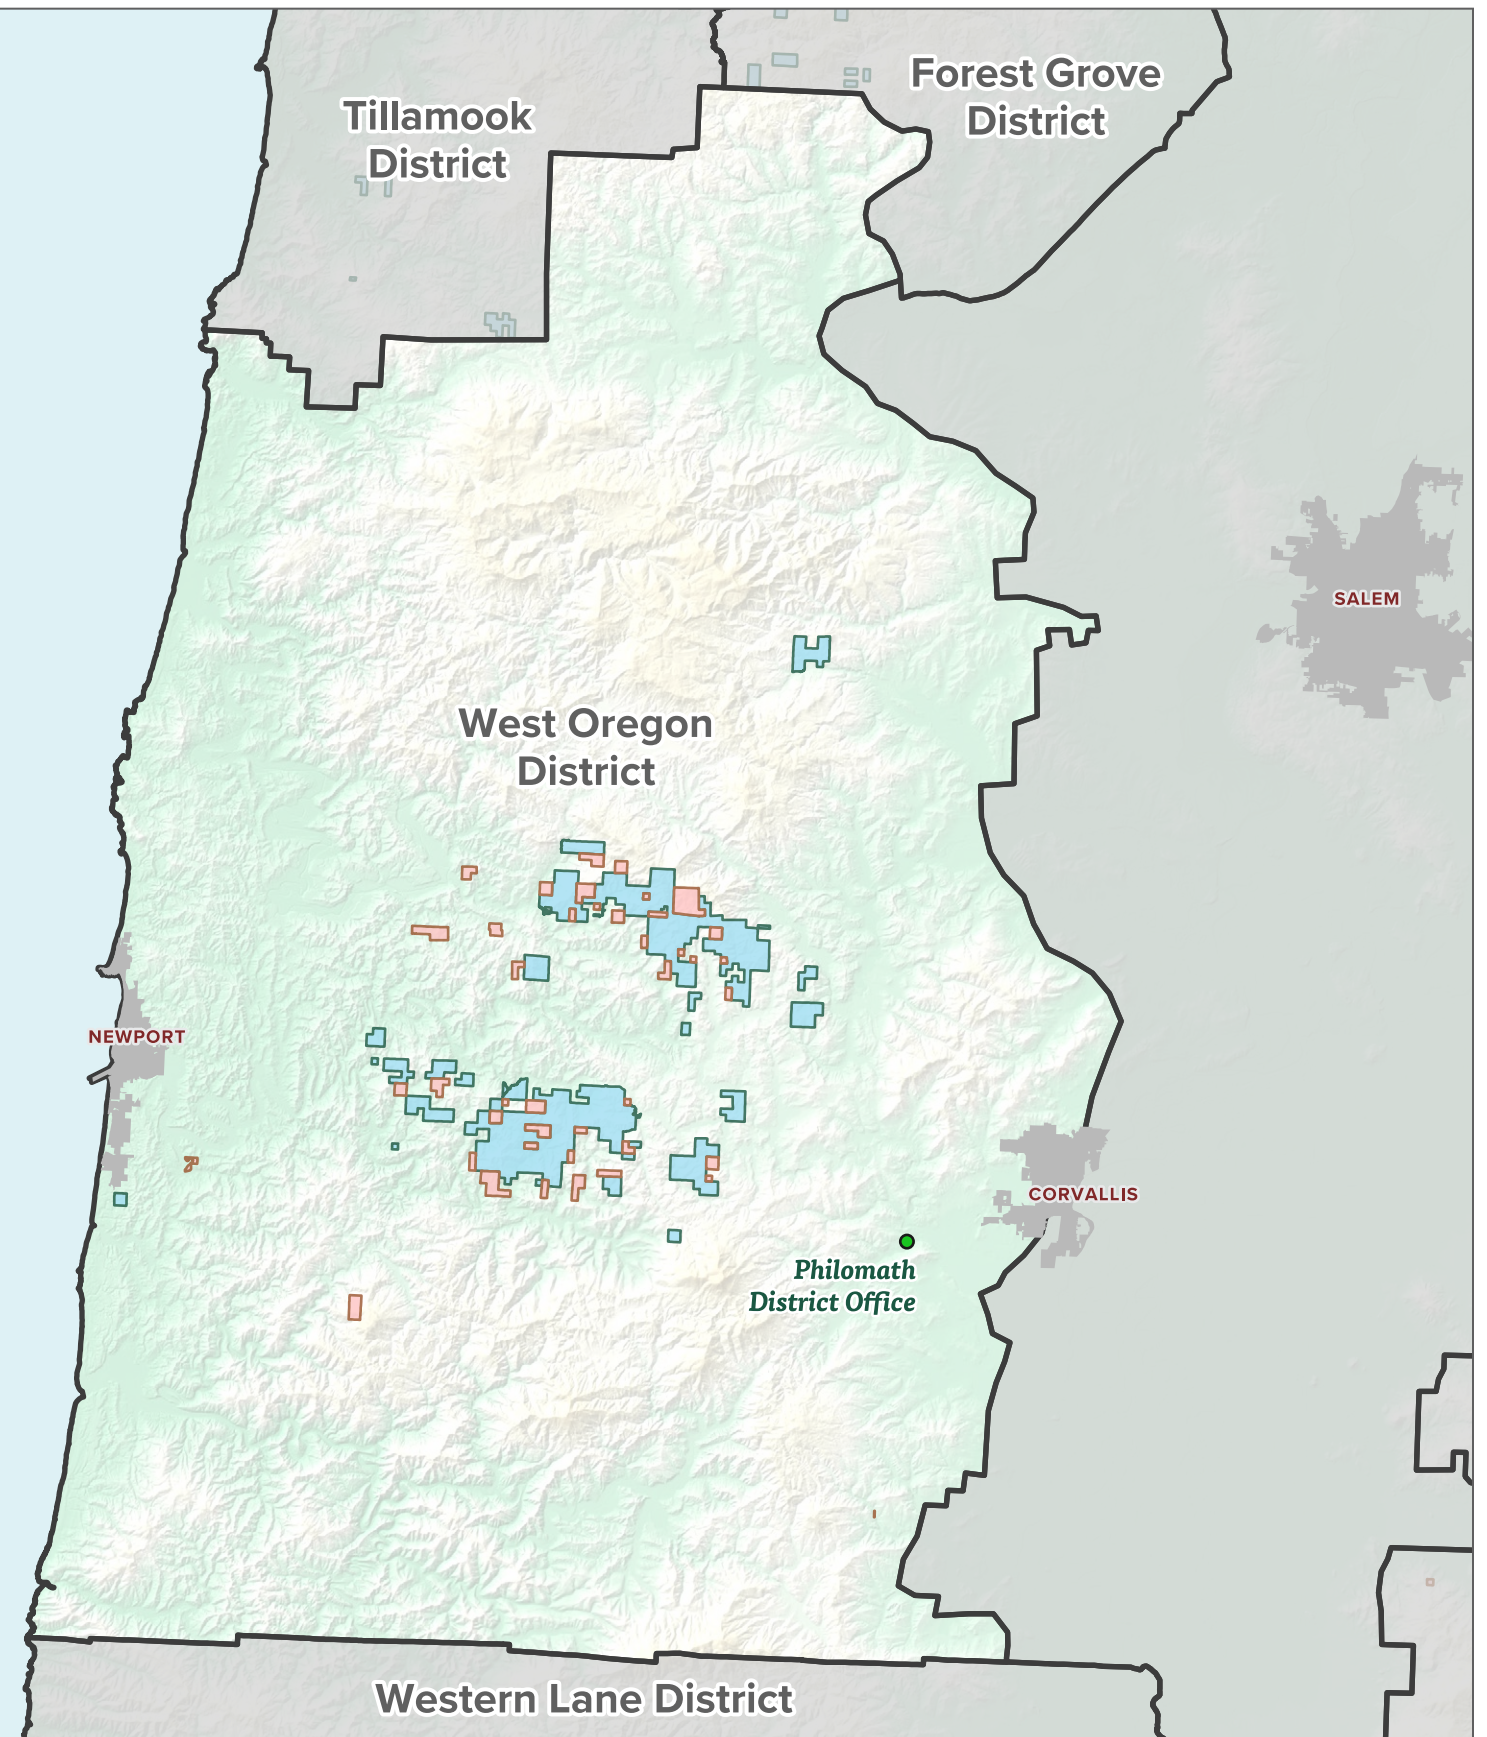 Forest Grove
District
Tillamook
District
SALEM
West Oregon
District
NEWPORT
CORVALLIS
Philomath
District Office
Western Lane District